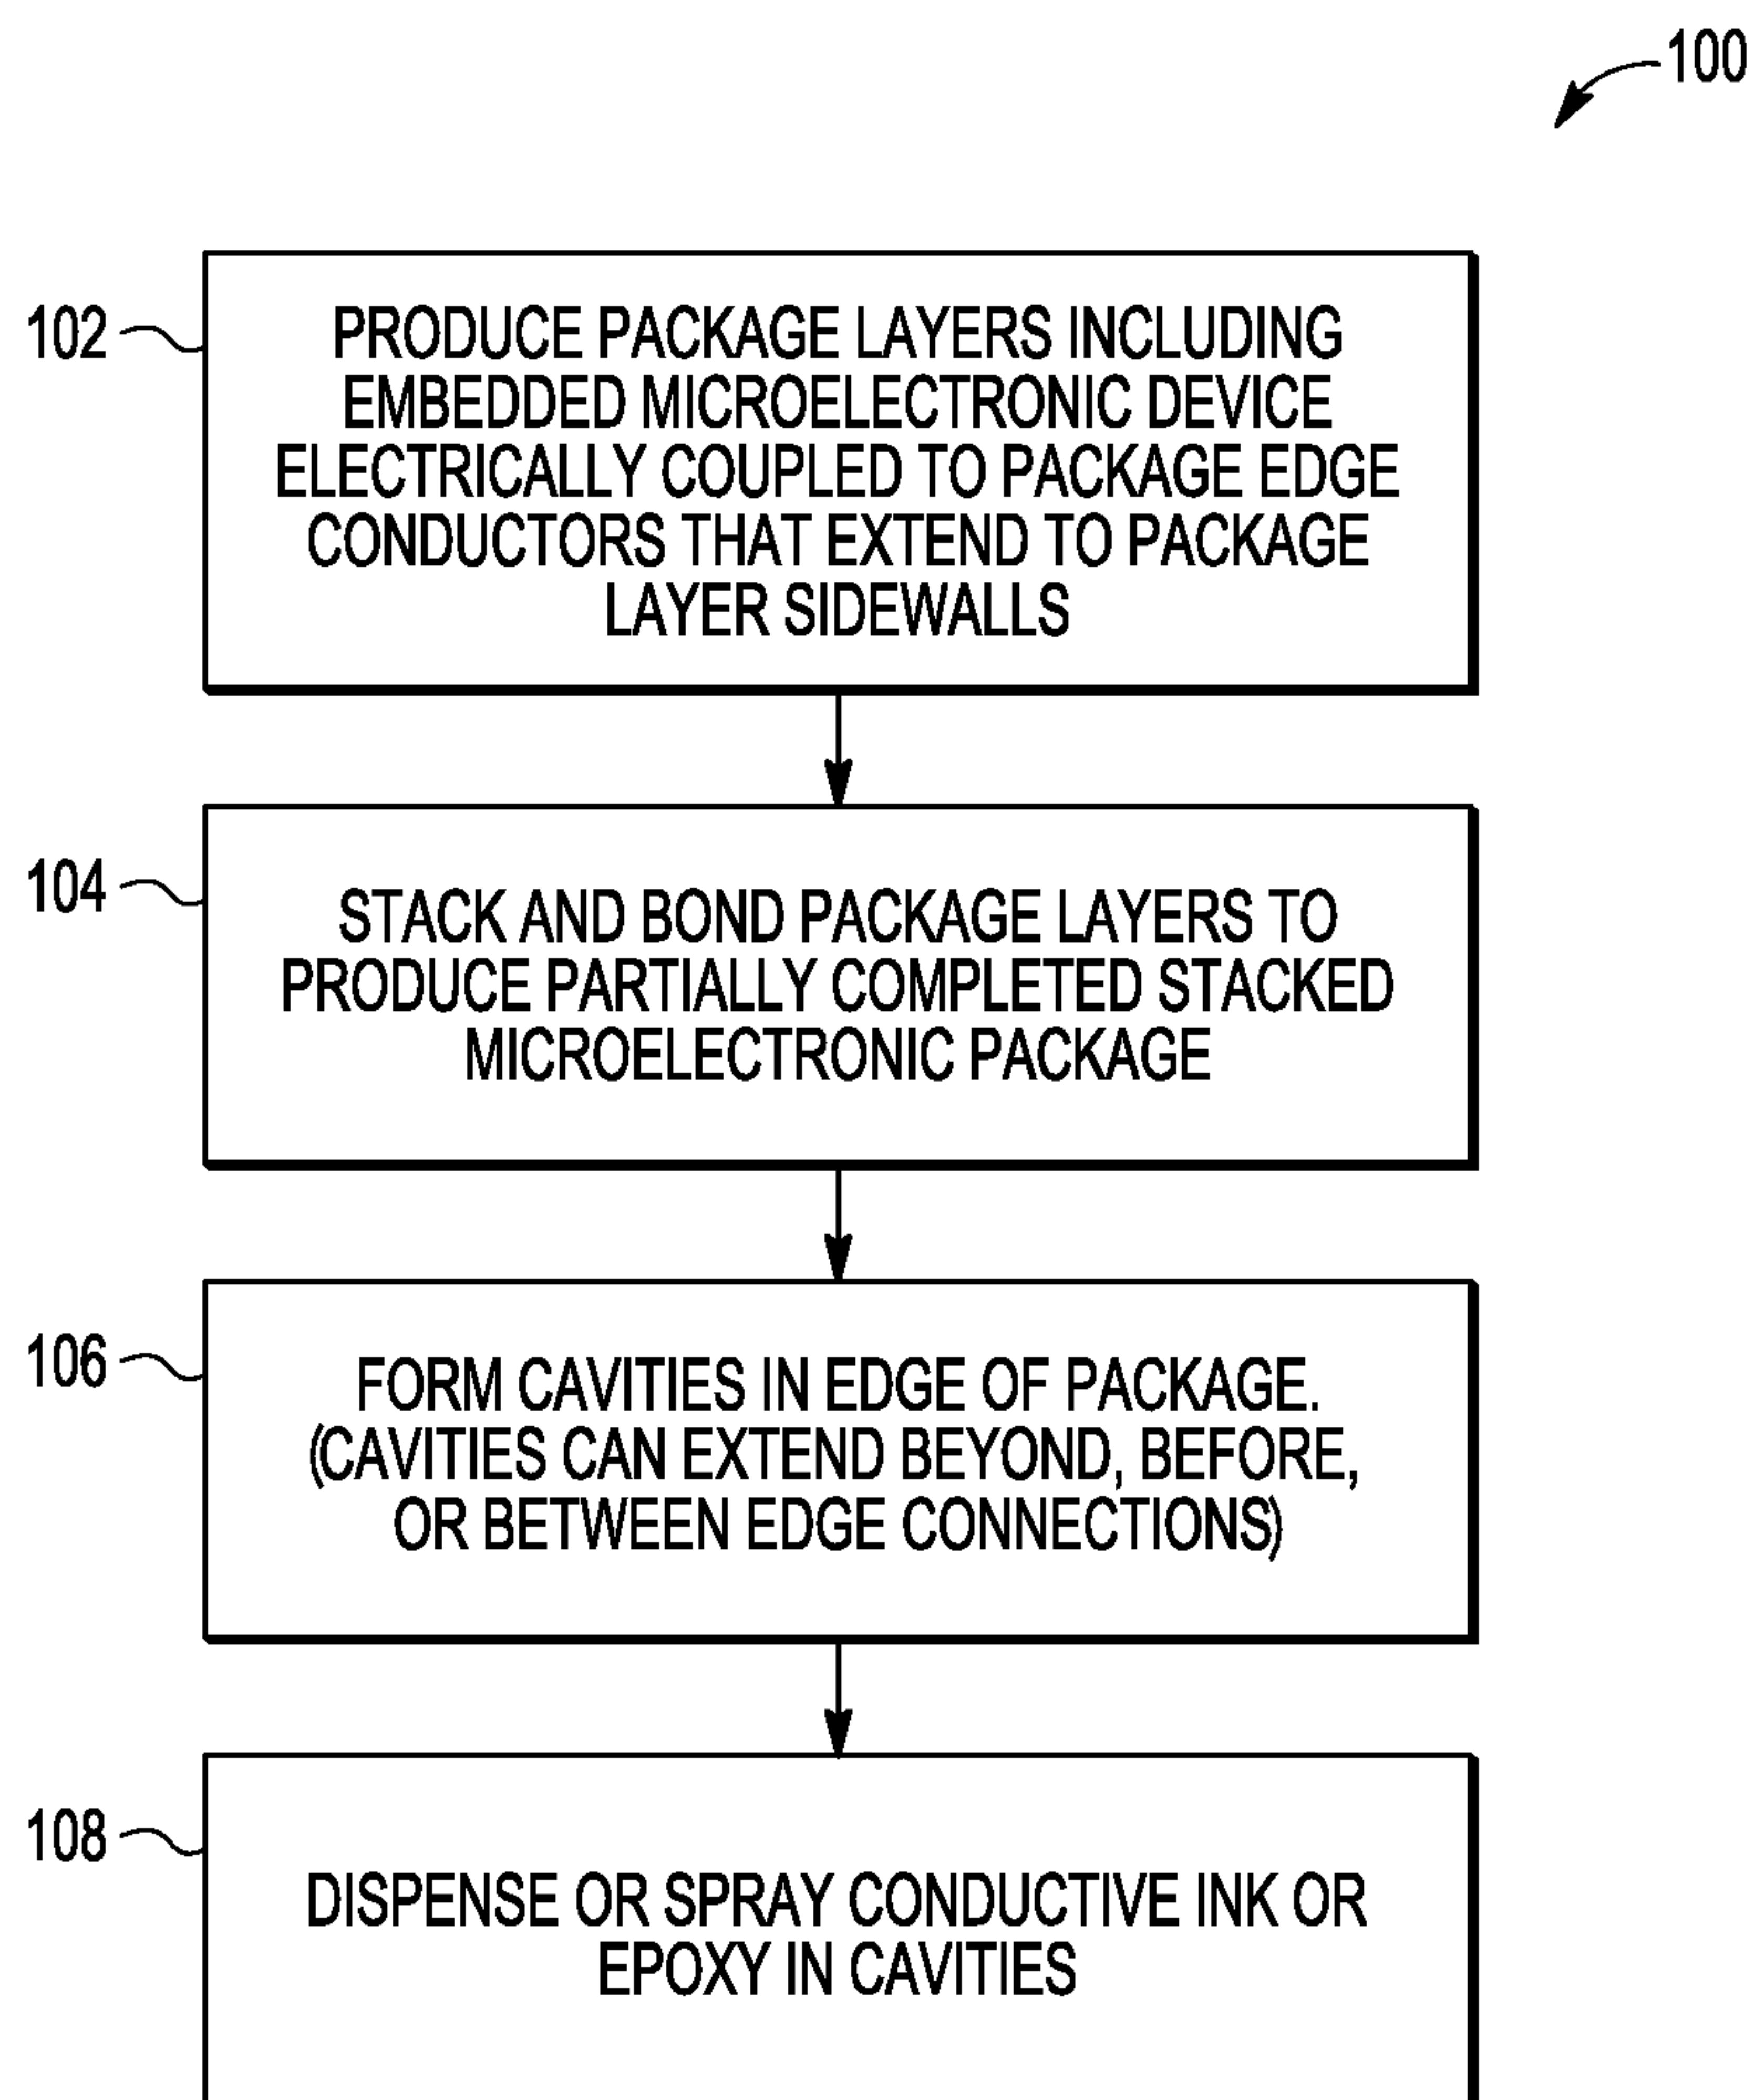 100
102
PRODUCE PACKAGE LAYERS INCLUDING
EMBEDDED MICROELECTRONIC DEVICE
ELECTRICALLY COUPLED TO PACKAGE EDGE
CONDUCTORS THAT EXTEND TO PACKAGE
LAYER SIDEWALLS
104
STACK AND BOND PACKAGE LAYERS TO
PRODUCE PARTIALLY COMPLETED STACKED
MICROELECTRONIC PACKAGE
106
FORM CAVITIES IN EDGE OF PACKAGE.
(CAVITIES CAN EXTEND BEYOND, BEFORE,
OR BETWEEN EDGE CONNECTIONS)
108
DISPENSE OR SPRAY CONDUCTIVE INK OR
EPOXY IN CAVITIES